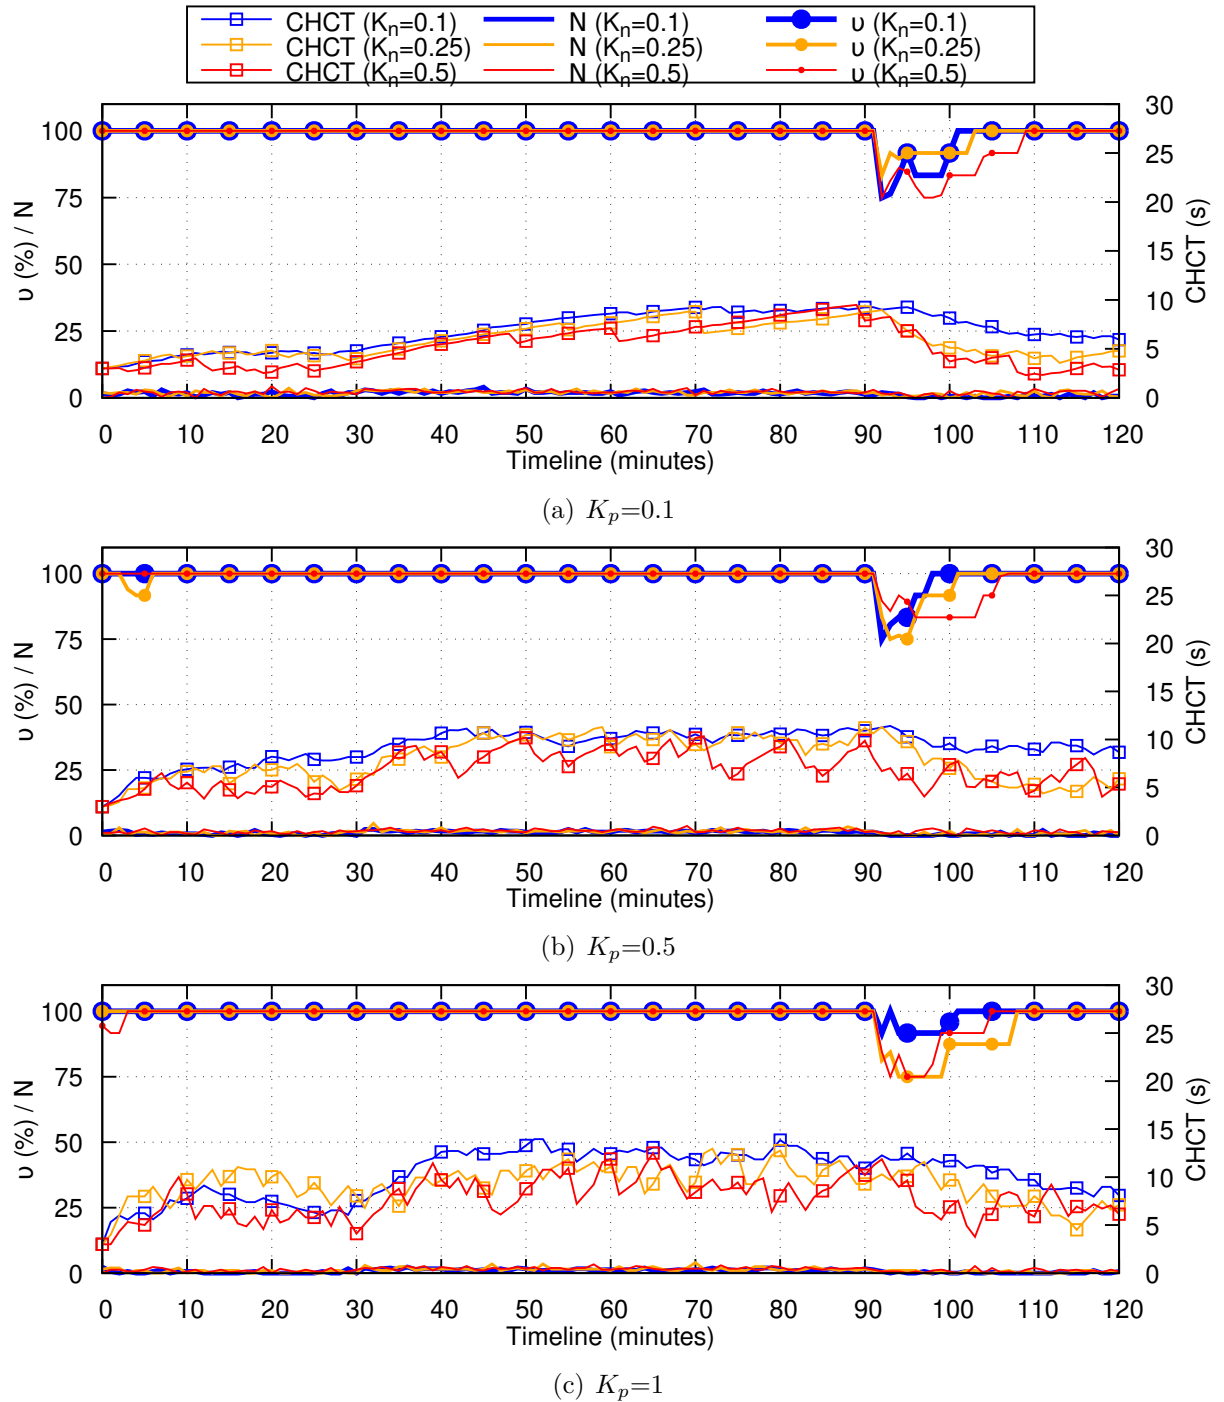 CHCT (Kn=0.1) N (Kn=0.1) υ (Kn=0.1)
CHCT (Kn=0.25) N (Kn=0.25) υ (Kn=0.25)
CHCT (Kn=0.5) N (Kn=0.5) υ (Kn=0.5)
υ (%) / N
100
75
50
25
0
30
25
20
15
10
5
0
CHCT (s)
0 10 20 30 40 50 60 70 80 90 100 110 120
Timeline (minutes)
(a) Kp=0.1
υ (%) / N
100
75
50
25
0
30
25
20
15
10
5
0
CHCT (s)
0 10 20 30 40 50 60 70 80 90 100 110 120
Timeline (minutes)
(b) Kp=0.5
υ (%) / N
100
75
50
25
0
30
25
20
15
10
5
0
CHCT (s)
0 10 20 30 40 50 60 70 80 90 100 110 120
Timeline (minutes)
(c) Kp=1